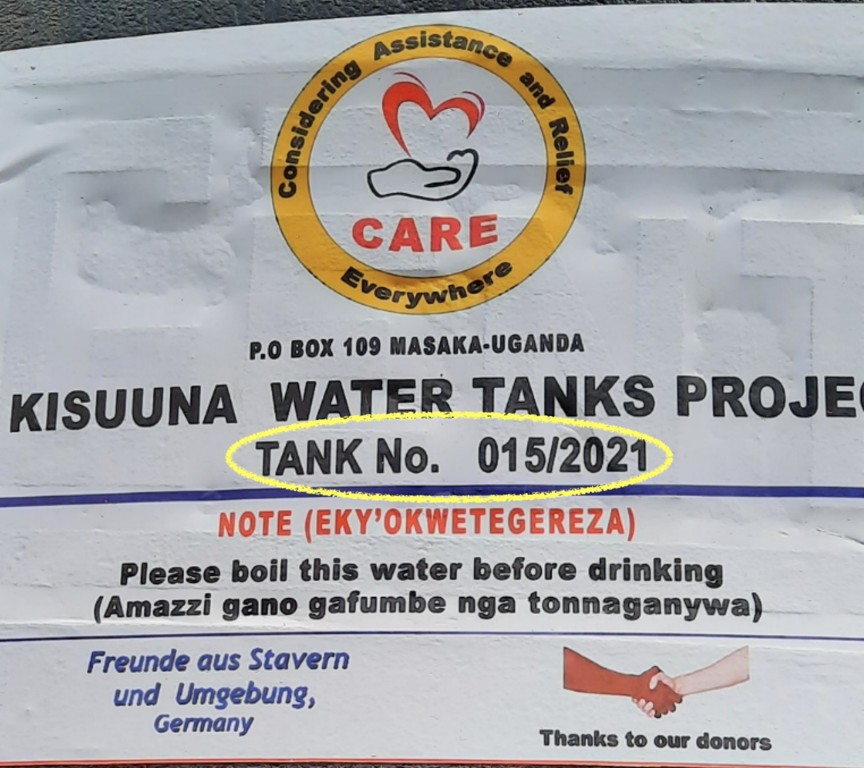 Considering Assistance and Relief
CARE
Everywhere
P.O BOX 109 MASAKA-UGANDA
KISUUNA WATER TANKS PROJE
TANK No. 015/2021
NOTE (EKY'OKWETEGEREZA)
Please boil this water before drinking
(Amazzi gano gafumbe nga tonnaganywa)
Freunde aus Stavern
und Umgebung,
Germany
Thanks to our donors